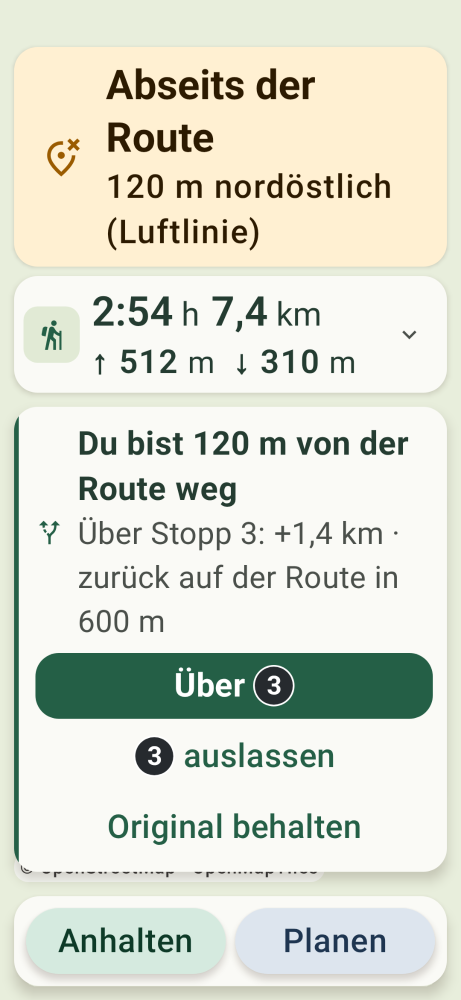 Abseits der
Route
120 m nordöstlich
(Luftlinie)
2:54 h 7,4 km
↑ 512 m ↓ 310 m
Du bist 120 m von der
Route weg
Über Stopp 3: +1,4 km ·
zurück auf der Route in
600 m
Über 3
3 auslassen
Original behalten
© OpenStreetMap OpenMapTiles
Anhalten Planen